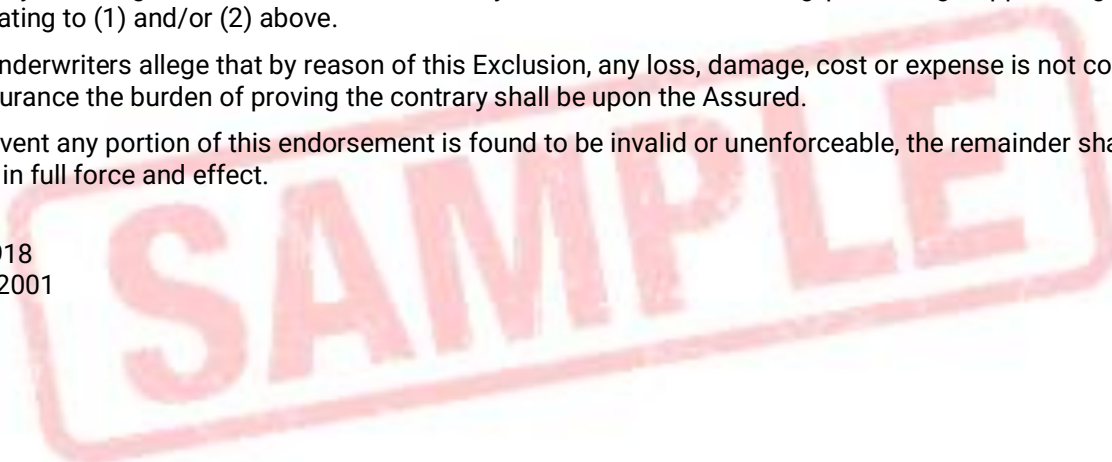 ating to (1) and/or (2) above.
nderwriters allege that by reason of this Exclusion, any loss, damage, cost or expense is not co
urance the burden of proving the contrary shall be upon the Assured.
vent any portion of this endorsement is found to be invalid or unenforceable, the remainder sha
in full force and effect.
918
2001
SAMPLE